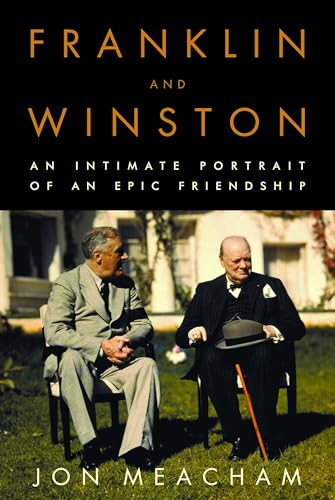 FRANKLIN
AND
WINSTON
AN INTIMATE PORTRAIT
OF AN EPIC FRIENDSHIP
JON MEACHAM